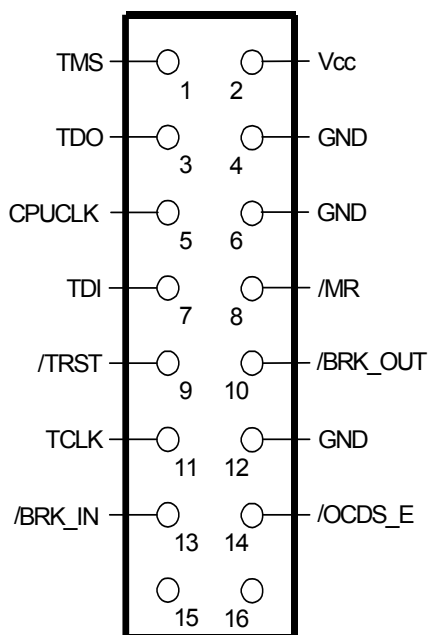 TMS 1 2 Vcc
TDO 3 4 GND
CPUCLK 5 6 GND
TDI 7 8 /MR
/TRST 9 10 /BRK_OUT
TCLK 11 12 GND
/BRK_IN 13 14 /OCDS_E
15 16